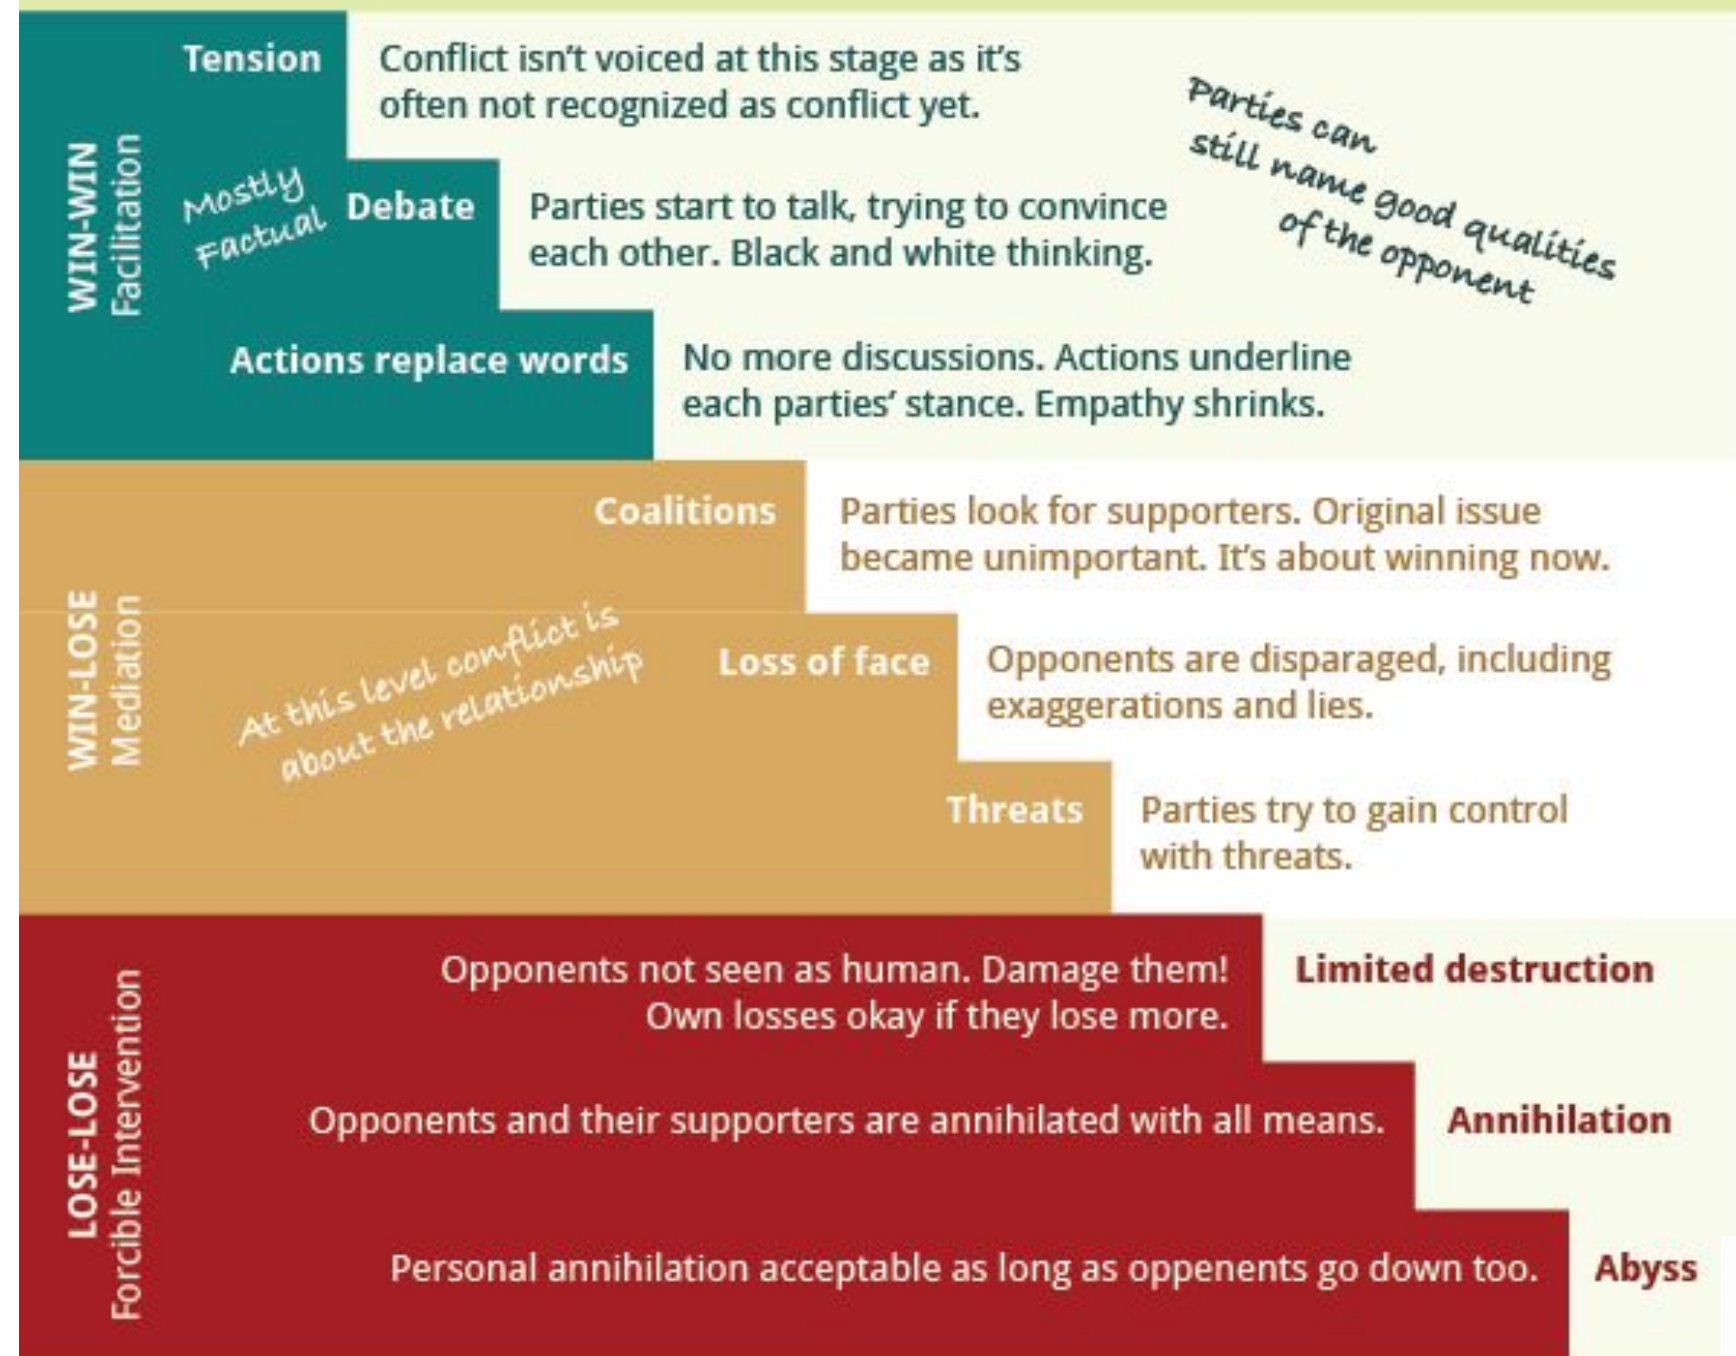 WIN-WIN
Facilitation
Tension
Conflict isn't voiced at this stage as it's
often not recognized as conflict yet.
Parties can
still name good qualities
of the opponent
Mostly
Factual
Debate
Parties start to talk, trying to convince
each other. Black and white thinking.
Actions replace words
No more discussions. Actions underline
each parties' stance. Empathy shrinks.
WIN-LOSE
Mediation
Coalitions
Parties look for supporters. Original issue
became unimportant. It's about winning now.
At this level conflict is
about the relationship
Loss of face
Opponents are disparaged, including
exaggerations and lies.
Threats
Parties try to gain control
with threats.
LOSE-LOSE
Forcible Intervention
Opponents not seen as human. Damage them!
Own losses okay if they lose more.
Limited destruction
Opponents and their supporters are annihilated with all means.
Annihilation
Personal annihilation acceptable as long as oppenents go down too.
Abyss